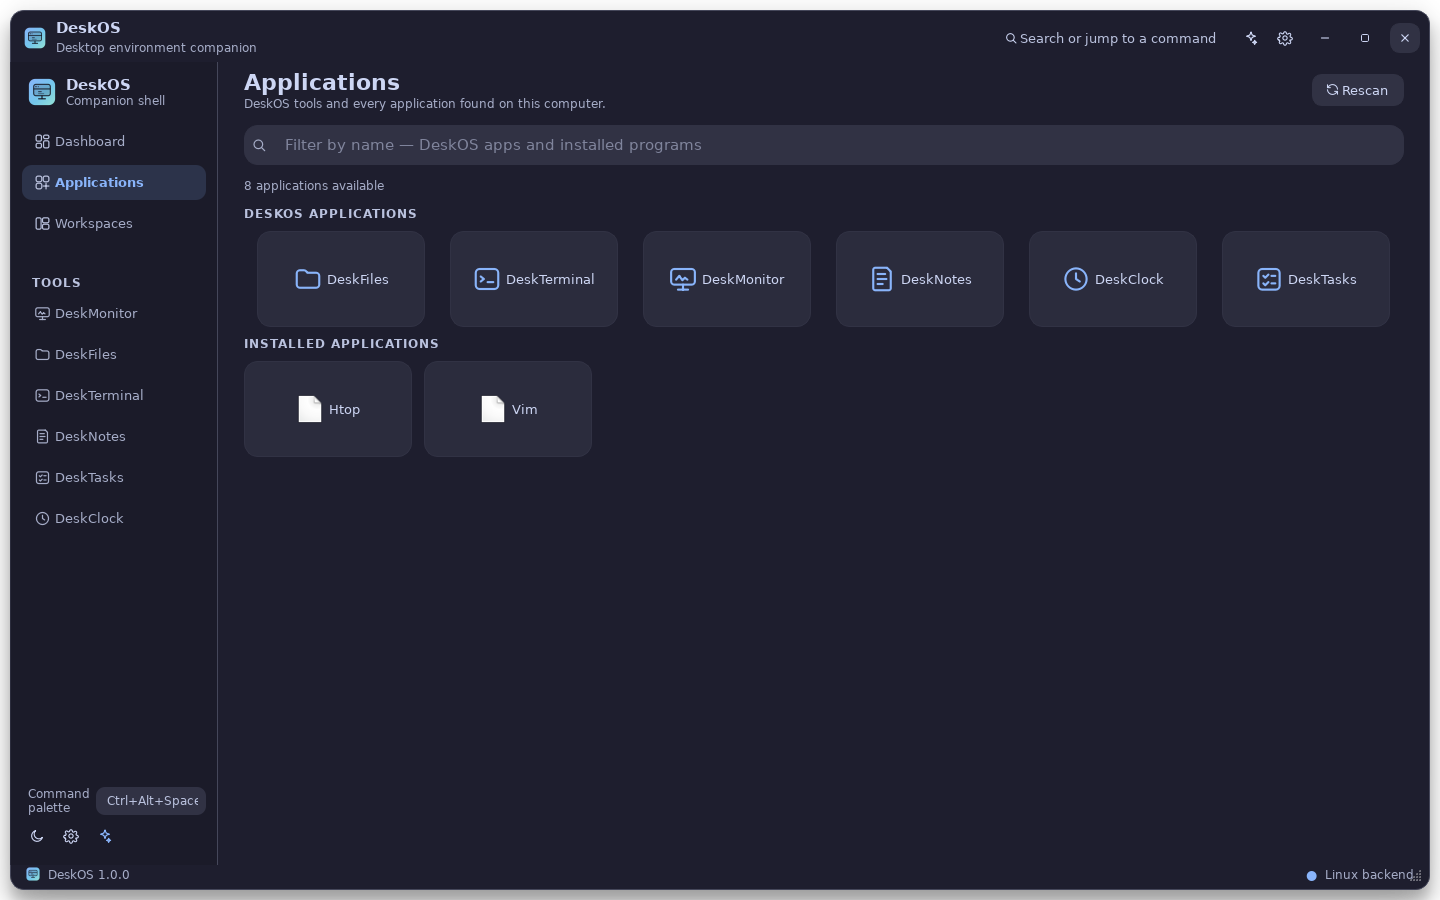 DeskOS
Desktop environment companion
Search or jump to a command
DeskOS
Companion shell
Dashboard
Applications
Workspaces
TOOLS
DeskMonitor
DeskFiles
DeskTerminal
DeskNotes
DeskTasks
DeskClock
Command
palette
Ctrl+Alt+Space
Applications
DeskOS tools and every application found on this computer.
Rescan
Filter by name — DeskOS apps and installed programs
8 applications available
DESKOS APPLICATIONS
DeskFiles
DeskTerminal
DeskMonitor
DeskNotes
DeskClock
DeskTasks
INSTALLED APPLICATIONS
Htop
Vim
DeskOS 1.0.0
Linux backend